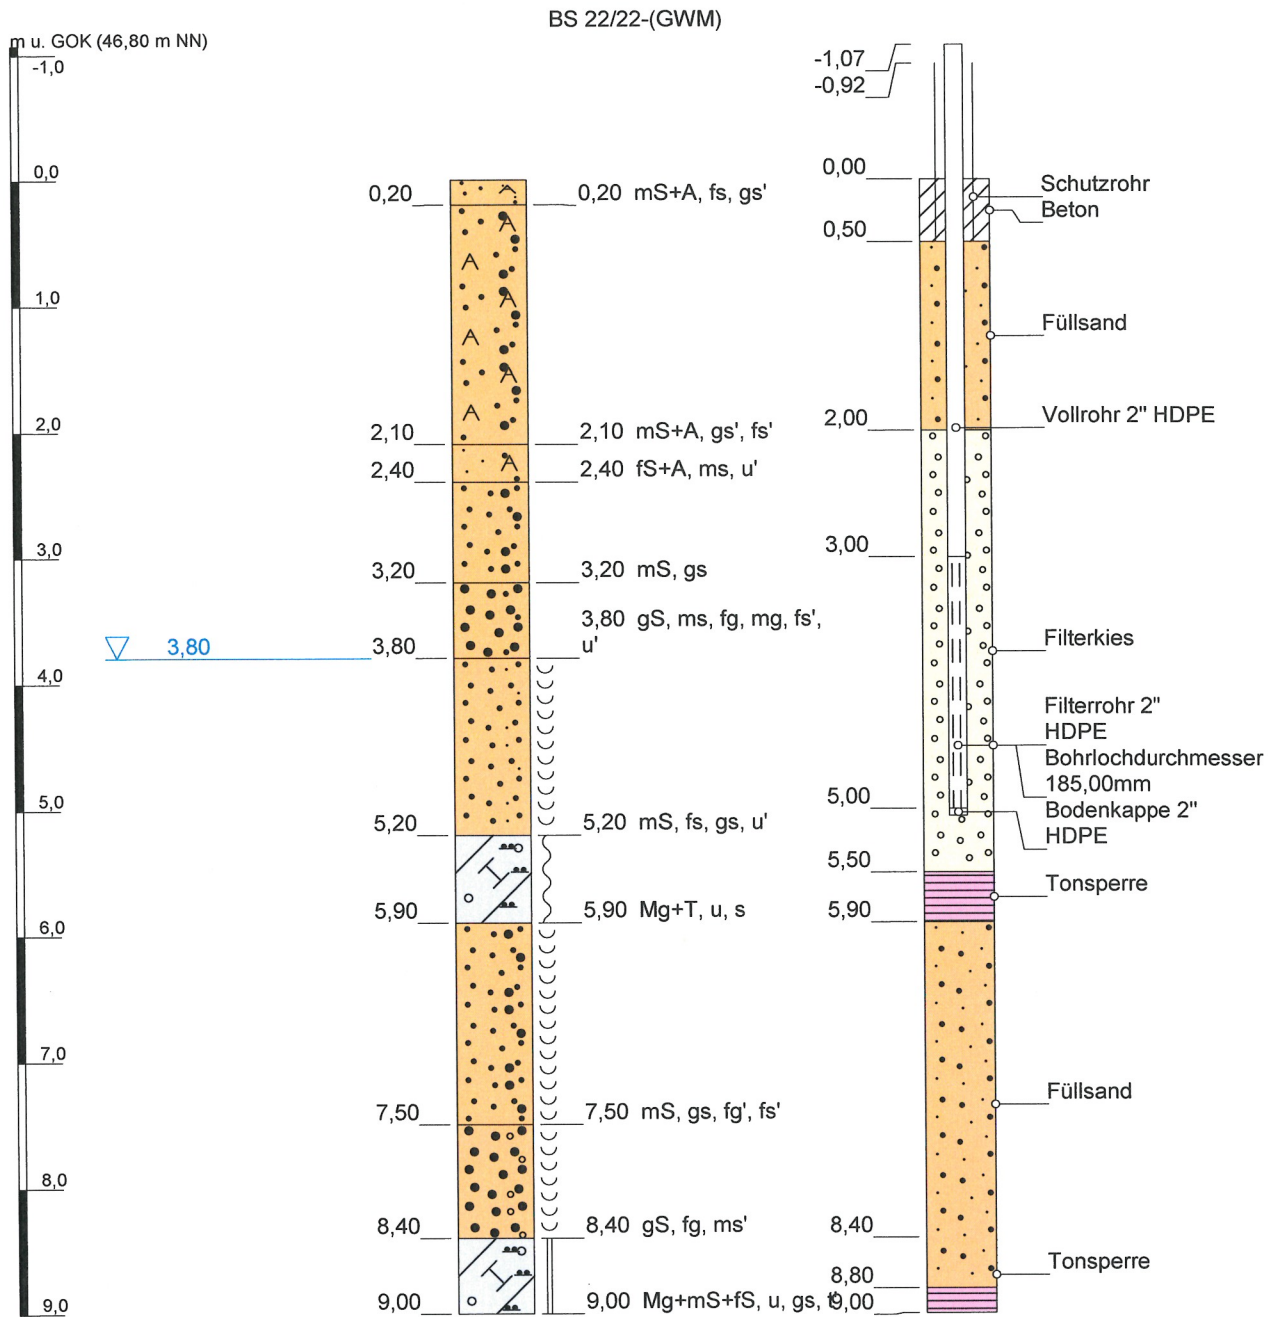 BS 22/22-(GWM)
m u. GOK (46,80 m NN)
-1,0
0,0
1,0
2,0
3,0
4,0
5,0
6,0
7,0
8,0
9,0
3,80
0,20
2,10
2,40
3,20
3,80
5,20
5,90
7,50
8,40
9,00
0,20 mS+A, fs, gs'
2,10 mS+A, gs', fs'
2,40 fS+A, ms, u'
3,20 mS, gs
3,80 gS, ms, fg, mg, fs',
u'
5,20 mS, fs, gs, u'
5,90 Mg+T, u, s
7,50 mS, gs, fg', fs'
8,40 gS, fg, ms'
9,00 Mg+mS+fS, u, gs,
-1,07
-0,92
0,00
0,50
2,00
3,00
5,00
5,50
5,90
8,40
8,80
9,00
Schutzrohr
Beton
Füllsand
Vollrohr 2" HDPE
Filterkies
Filterrohr 2"
HDPE
Bohrlochdurchmesser
185,00mm
Bodenkappe 2"
HDPE
Tonsperre
Füllsand
Tonsperre